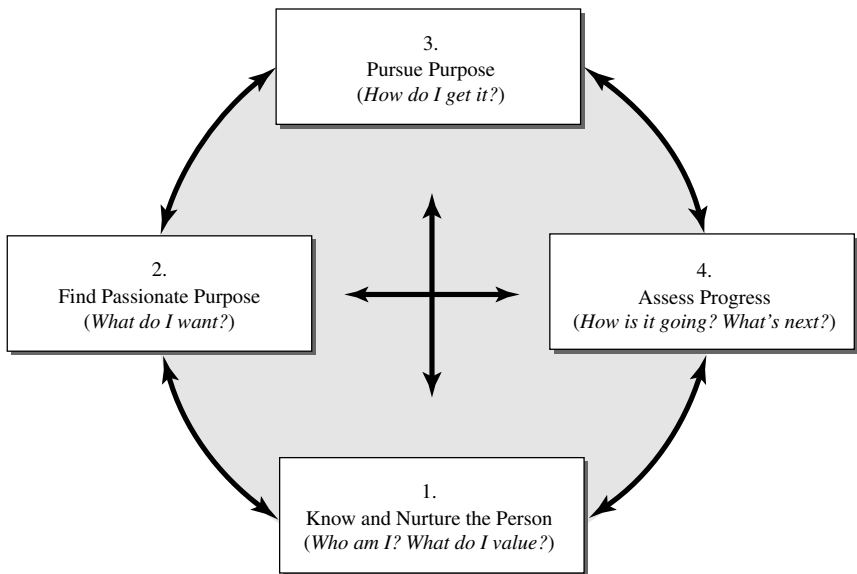 3.
Pursue Purpose
(How do I get it?)
2.
Find Passionate Purpose
(What do I want?)
4.
Assess Progress
(How is it going? What's next?)
1.
Know and Nurture the Person
(Who am I? What do I value?)